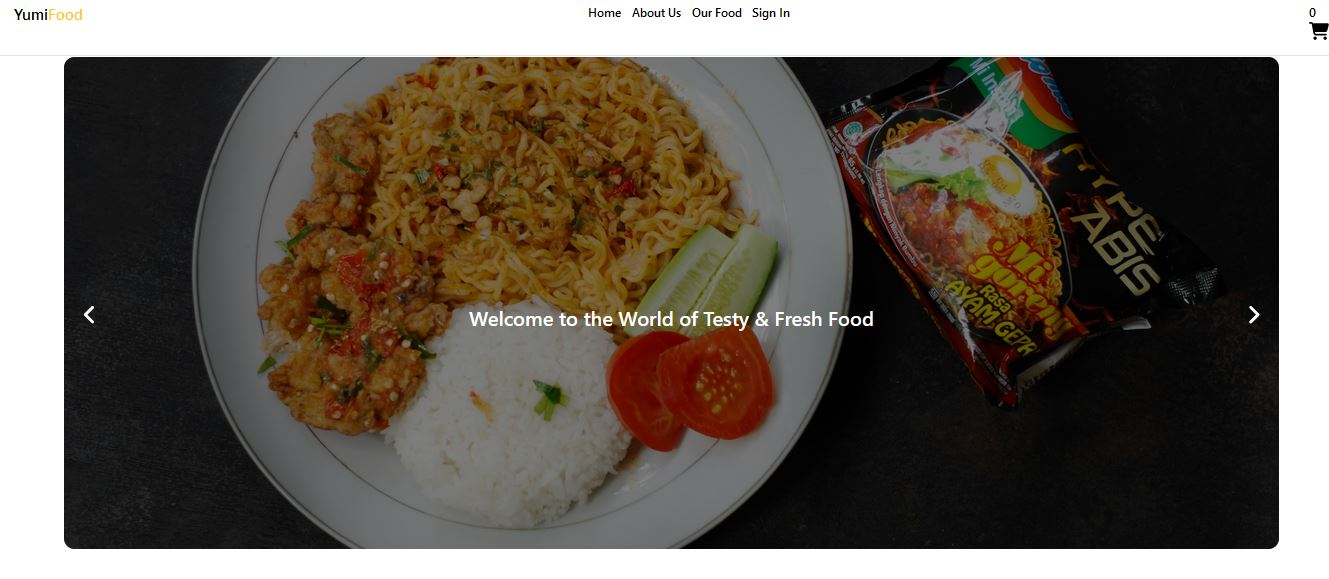 YumiFood
Home About Us Our Food Sign In
0
Welcome to the World of Testy & Fresh Food
Mi
goreng
Rasa
AYAM GEPR
HYPE
ABIS